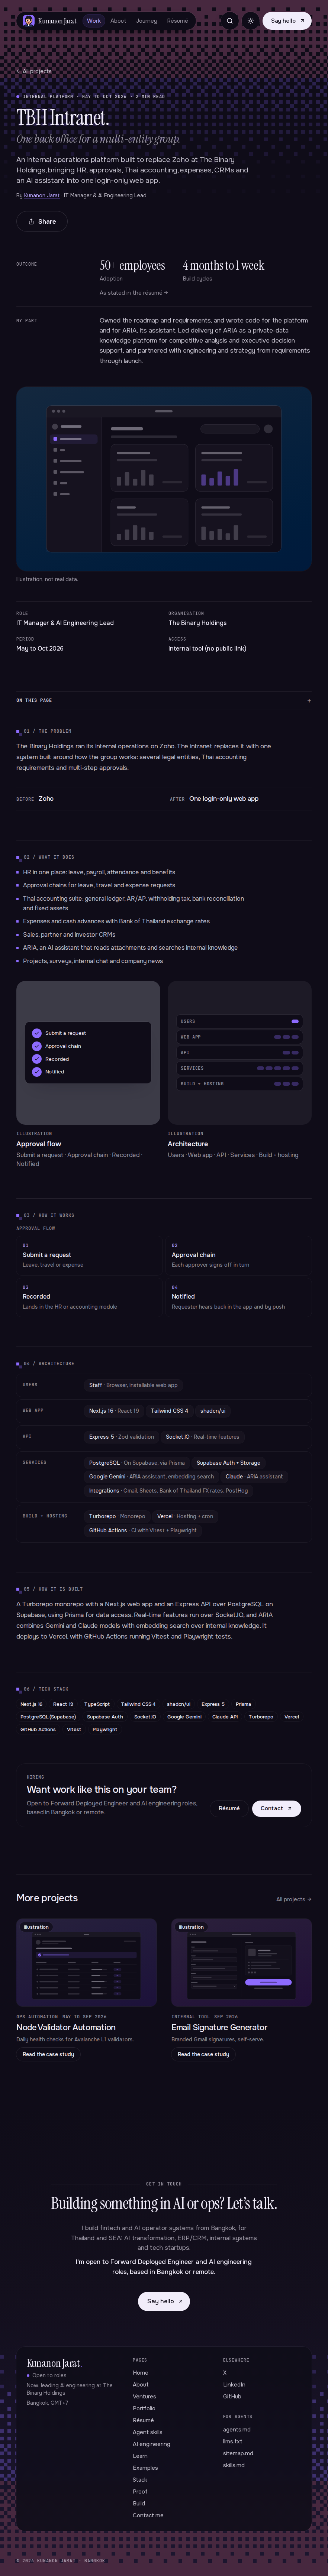 Kunanon Jarat
Work
About
Journey
Résumé
Say hello ↗
← All projects
INTERNAL PLATFORM · MAY TO OCT 2026 · 2 MIN READ
TBH Intranet.
One back office for a multi-entity group.
An internal operations platform built to replace Zoho at The Binary
Holdings, bringing HR, approvals, Thai accounting, expenses, CRMs and
an AI assistant into one login-only web app.
By Kunanon Jarat · IT Manager & AI Engineering Lead
Share
OUTCOME
50+ employees
Adoption
4 months to 1 week
Build cycles
As stated in the résumé →
MY PART
Owned the roadmap and requirements, and wrote code for the platform
and for ARIA, its assistant. Led delivery of ARIA as a private-data
knowledge platform for competitive analysis and executive decision
support, and partnered with engineering and strategy from requirements
through launch.
Illustration, not real data.
ROLE
IT Manager & AI Engineering Lead
ORGANISATION
The Binary Holdings
PERIOD
May to Oct 2026
ACCESS
Internal tool (no public link)
ON THIS PAGE
+
01 / THE PROBLEM
The Binary Holdings ran its internal operations on Zoho. The intranet replaces it with one
system, built around how the group works: several legal entities, Thai accounting
requirements and multi-step approvals.
BEFORE Zoho
AFTER One login-only web app
02 / WHAT IT DOES
HR in one place: leave, payroll, attendance and benefits
Approval chains for leave, travel and expense requests
Thai accounting suite: general ledger, AR/AP, withholding tax, bank reconciliation
and fixed assets
Expenses and cash advances with Bank of Thailand exchange rates
Sales, partner and investor CRMs
ARIA, an AI assistant that reads attachments and searches internal knowledge
Projects, surveys, internal chat and company news
Submit a request
Approval chain
Recorded
Notified
USERS
WEB APP
API
SERVICES
BUILD + HOSTING
ILLUSTRATION
Approval flow
Submit a request · Approval chain · Recorded ·
Notified
ILLUSTRATION
Architecture
Users · Web app · API · Services · Build + hosting
03 / HOW IT WORKS
APPROVAL FLOW
01
Submit a request
Leave, travel or expense
02
Approval chain
Each approver signs off in turn
03
Recorded
Lands in the HR or accounting module
04
Notified
Requester hears back in the app and by push
04 / ARCHITECTURE
USERS
Staff · Browser, installable web app
WEB APP
Next.js 16 · React 19
Tailwind CSS 4
shadcn/ui
API
Express 5 · Zod validation
Socket.IO · Real-time features
SERVICES
PostgreSQL · On Supabase, via Prisma
Supabase Auth + Storage
Google Gemini · ARIA assistant, embedding search
Claude · ARIA assistant
Integrations · Gmail, Sheets, Bank of Thailand FX rates, PostHog
BUILD + HOSTING
Turborepo · Monorepo
Vercel · Hosting + cron
GitHub Actions · CI with Vitest + Playwright
05 / HOW IT IS BUILT
A Turborepo monorepo with a Next.js web app and an Express API over PostgreSQL on
Supabase, using Prisma for data access. Real-time features run over Socket.IO, and ARIA
combines Gemini and Claude models with embedding search over internal knowledge. It
deploys to Vercel, with GitHub Actions running Vitest and Playwright tests.
06 / TECH STACK
Next.js 16
React 19
TypeScript
Tailwind CSS 4
shadcn/ui
Express 5
Prisma
PostgreSQL (Supabase)
Supabase Auth
Socket.IO
Google Gemini
Claude API
Turborepo
Vercel
GitHub Actions
Vitest
Playwright
HIRING
Want work like this on your team?
Open to Forward Deployed Engineer and AI engineering roles,
based in Bangkok or remote.
Résumé
Contact ↗
More projects
All projects →
Illustration
OPS AUTOMATION MAY TO SEP 2026
Node Validator Automation
Daily health checks for Avalanche L1 validators.
Read the case study
Illustration
INTERNAL TOOL SEP 2026
Email Signature Generator
Branded Gmail signatures, self-serve.
Read the case study
GET IN TOUCH
Building something in AI or ops? Let's talk.
I build fintech and AI operator systems from Bangkok, for
Thailand and SEA: AI transformation, ERP/CRM, internal systems
and tech startups.
I'm open to Forward Deployed Engineer and AI engineering
roles, based in Bangkok or remote.
Say hello ↗
Kunanon Jarat.
Open to roles
Now: leading AI engineering at The
Binary Holdings
Bangkok, GMT+7
PAGES
Home
About
Ventures
Portfolio
Résumé
Agent skills
AI engineering
Learn
Examples
Stack
Proof
Build
Contact me
ELSEWHERE
X
LinkedIn
GitHub
FOR AGENTS
agents.md
llms.txt
sitemap.md
skills.md
© 2026 KUNANON JARAT · BANGKOK